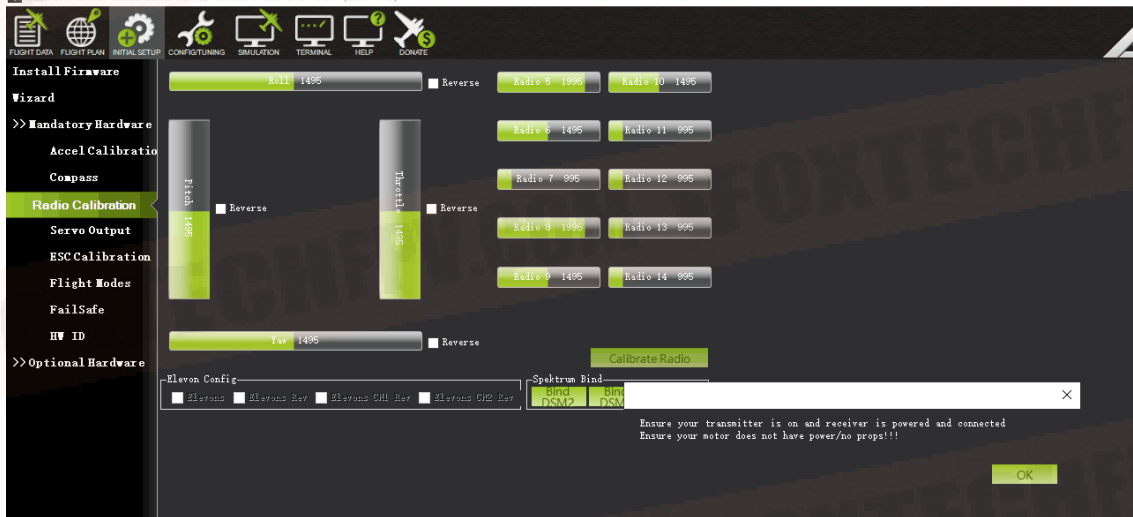 FLIGHT DATA FLIGHT PLAN INITIAL SETUP CONFIG/TUNING SIMULATION TERMINAL HELP DONATE
Install Firmware
Wizard
>> Mandatory Hardware
Accel Calibratio
Compass
Radio Calibration
Servo Output
ESC Calibration
Flight Modes
FailSafe
HW ID
>> Optional Hardware
Roll 1495
Reverse
Pitch 1495
Reverse
Throttle 1495
Reverse
Yaw 1495
Reverse
Radio 5 1995 Radio 10 1495
Radio 6 1495 Radio 11 995
Radio 7 995 Radio 12 995
Radio 8 1995 Radio 13 995
Radio 9 1495 Radio 14 995
Calibrate Radio
Elevon Config
Elevons Elevons Rev Elevons CH1 Rev Elevons CH2 Rev
Spektrum Bind
Bind DSM2
Bind DSM
Ensure your transmitter is on and receiver is powered and connected
Ensure your motor does not have power/no props!!!
OK